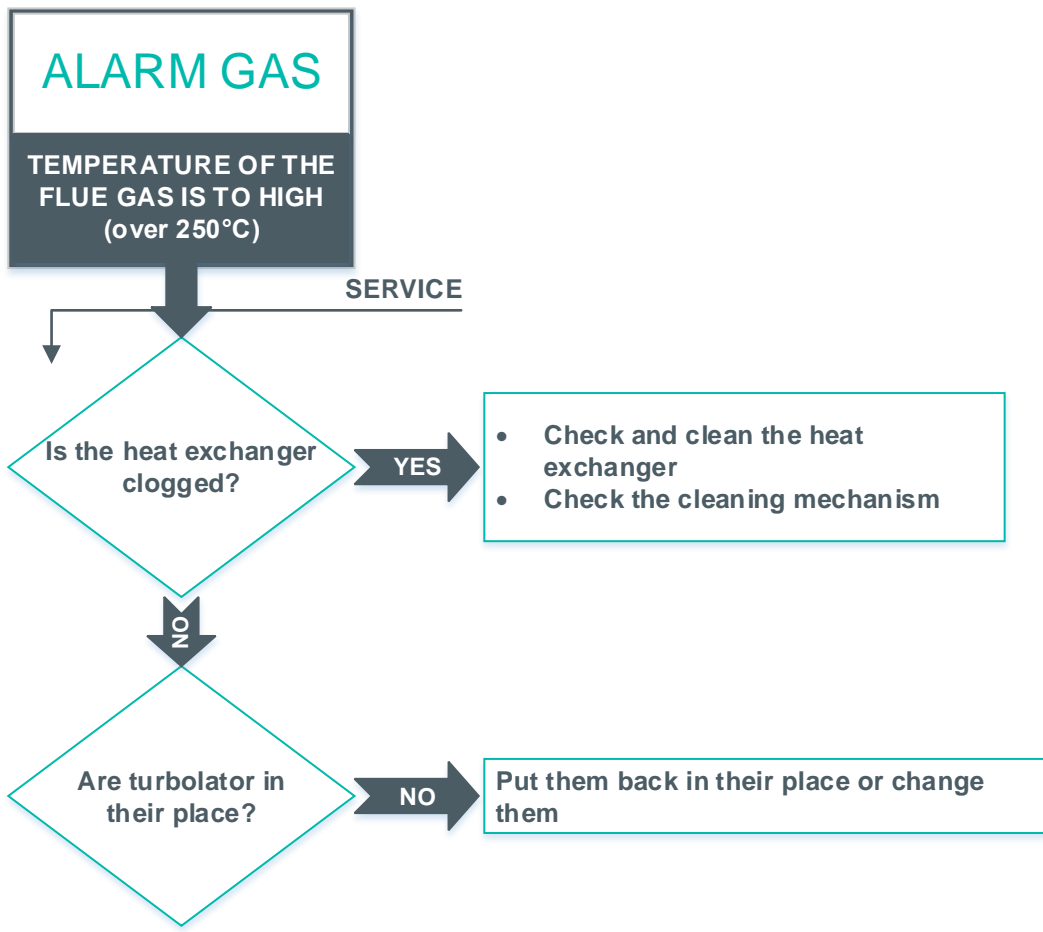 ALARM GAS
TEMPERATURE OF THE
FLUE GAS IS TO HIGH
(over 250°C)
SERVICE
Is the heat exchanger
clogged?
YES
• Check and clean the heat
exchanger
• Check the cleaning mechanism
NO
Are turbolator in
their place?
NO
Put them back in their place or change
them